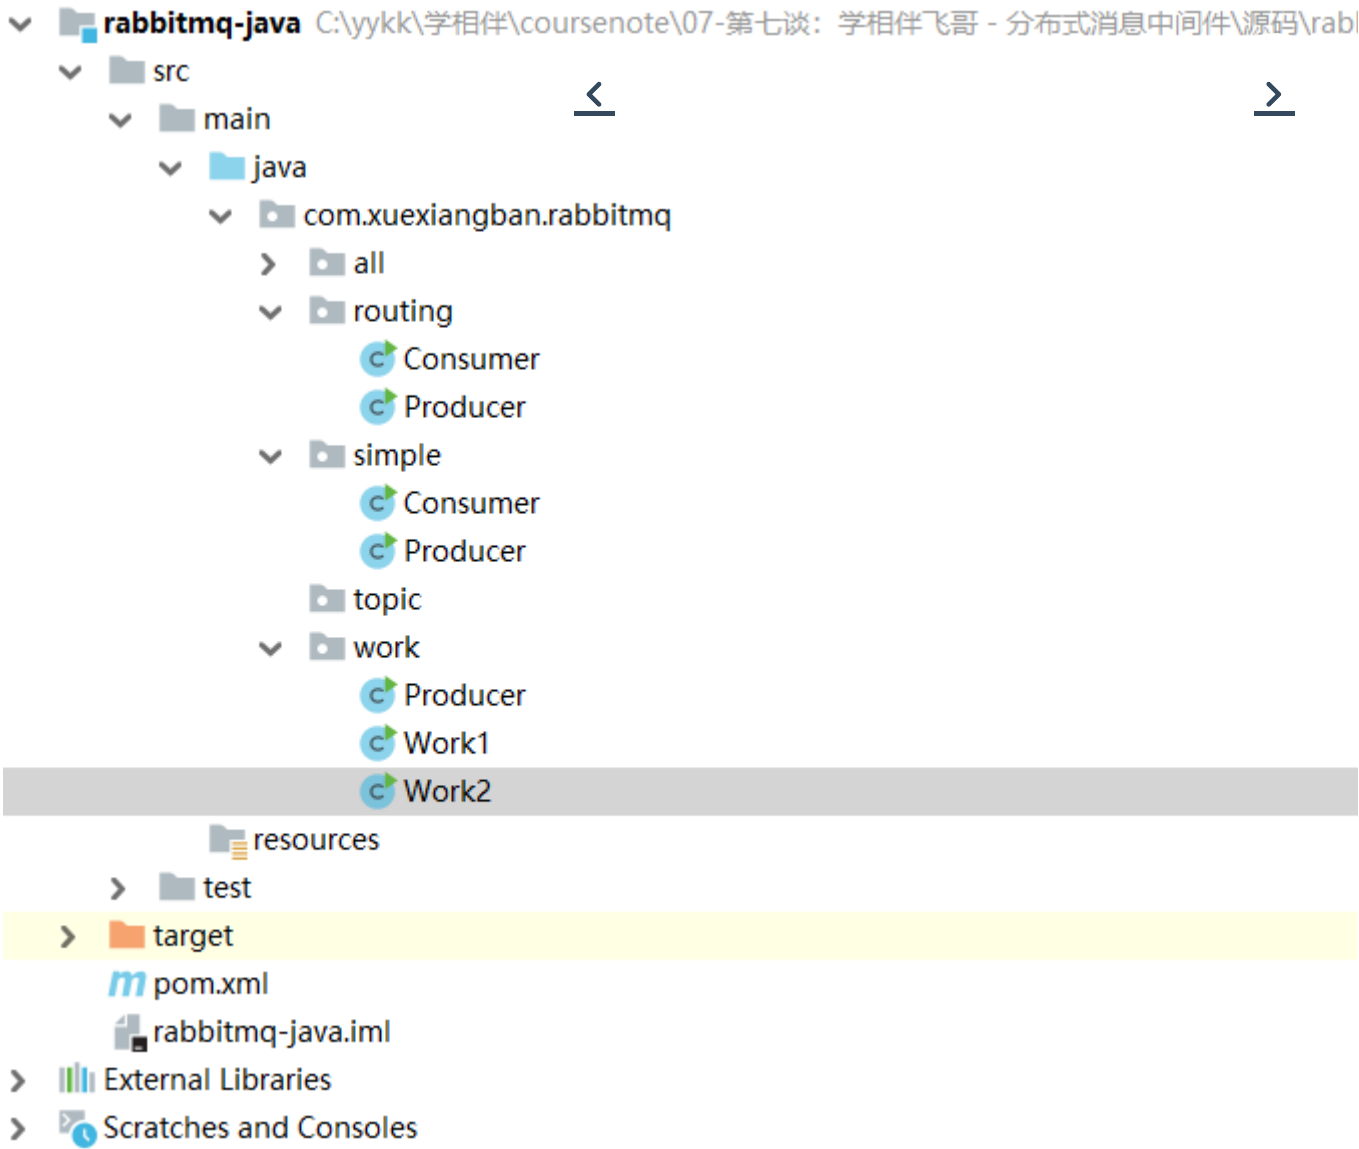 rabbitmq-java C:\yykk\学相伴\coursenote\07-第七谈：学相伴飞哥 - 分布式消息中间件\源码\rabl
src
main
java
com.xuexiangban.rabbitmq
all
routing
Consumer
Producer
simple
Consumer
Producer
topic
work
Producer
Work1
Work2
resources
test
target
pom.xml
rabbitmq-java.iml
External Libraries
Scratches and Consoles